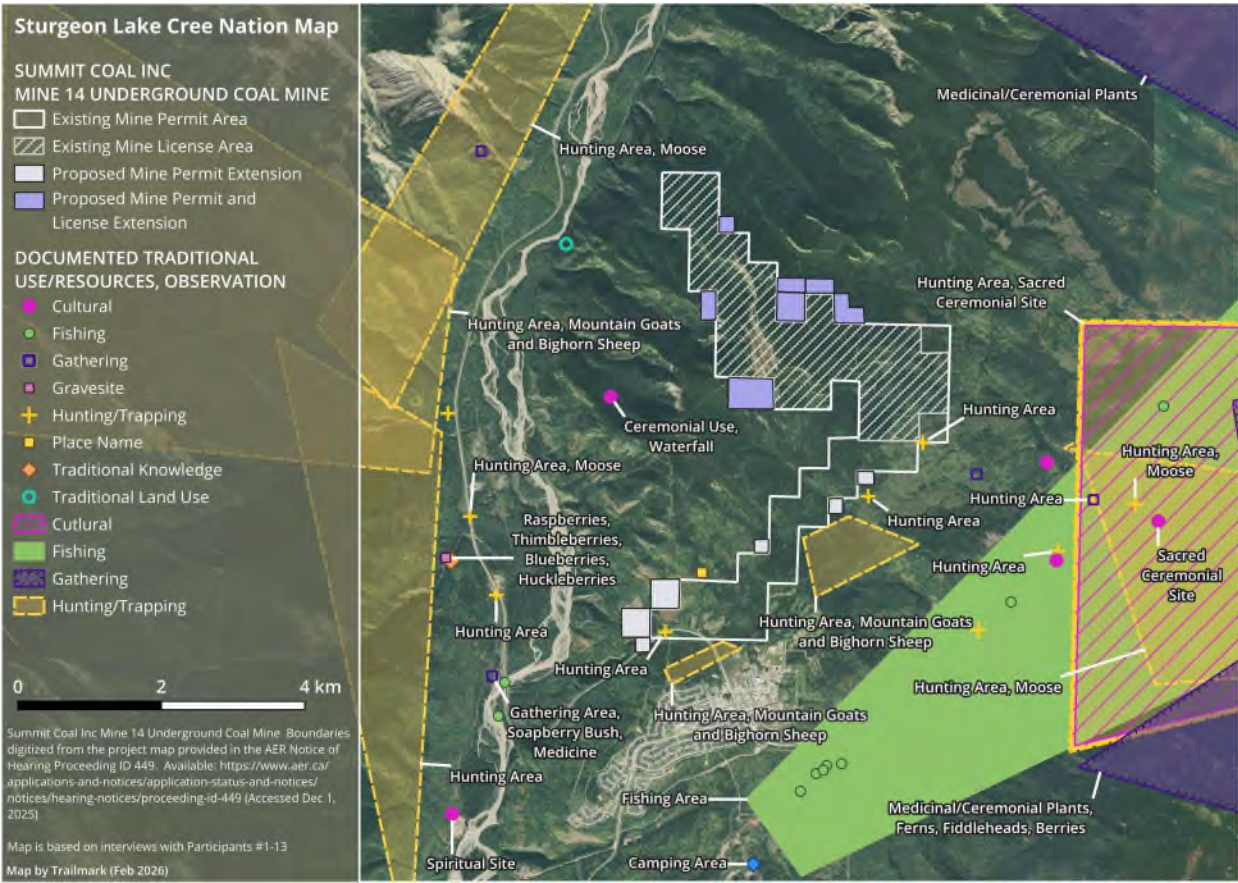 Sturgeon Lake Cree Nation Map
SUMMIT COAL INC
MINE 14 UNDERGROUND COAL MINE
Existing Mine Permit Area
Existing Mine License Area
Proposed Mine Permit Extension
Proposed Mine Permit and
License Extension
DOCUMENTED TRADITIONAL
USE/RESOURCES, OBSERVATION
Cultural
Fishing
Gathering
Gravesite
Hunting/Trapping
Place Name
Traditional Knowledge
Traditional Land Use
Cutlural
Fishing
Gathering
Hunting/Trapping
0 2 4 km
Summit Coal Inc Mine 14 Underground Coal Mine Boundaries
digitized from the project map provided in the AER Notice of
Hearing Proceeding ID 449. Available: https://www.aer.ca/
applications-and-notices/application-status-and-notices/
notices/hearing-notices/proceeding-id-449 (Accessed Dec 1,
2025)
Map is based on interviews with Participants #1-13
Map by Trailmark (Feb 2026)
Medicinal/Ceremonial Plants
Hunting Area, Moose
Hunting Area, Sacred
Ceremonial Site
Hunting Area, Mountain Goats
and Bighorn Sheep
Ceremonial Use,
Waterfall
Hunting Area
Hunting Area,
Moose
Hunting Area, Moose
Hunting Area
Hunting Area
Raspberries,
Thimbleberries,
Blueberries,
Huckleberries
Hunting Area
Sacred
Ceremonial
Site
Hunting Area
Hunting Area, Mountain Goats
and Bighorn Sheep
Hunting Area
Hunting Area, Moose
Gathering Area,
Soapberry Bush,
Medicine
Hunting Area, Mountain Goats
and Bighorn Sheep
Hunting Area
Fishing Area
Medicinal/Ceremonial Plants,
Ferns, Fiddleheads, Berries
Spiritual Site
Camping Area